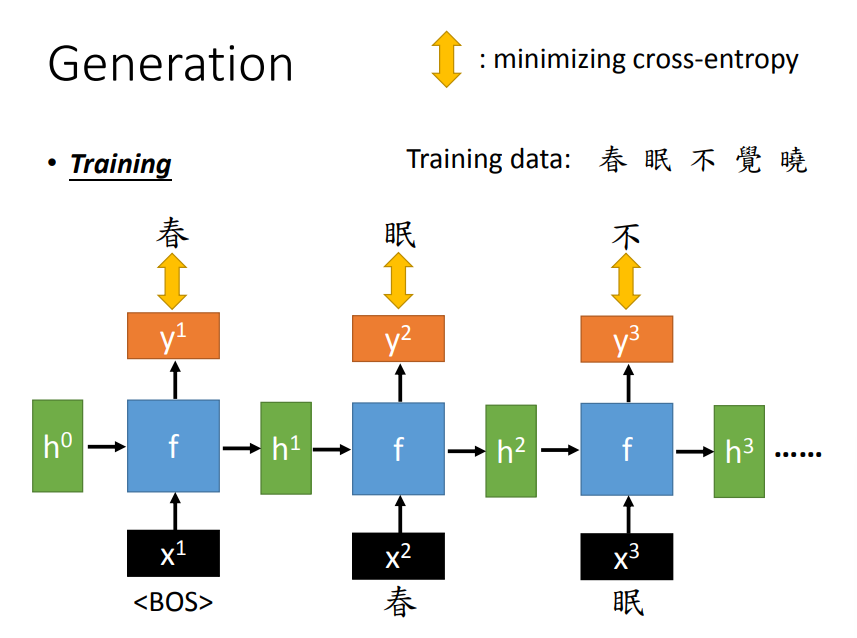 Generation
: minimizing cross-entropy
• Training
Training data: 春 眠 不 覺 曉
春 眠 不
y¹ y² y³
h⁰ f h¹ f h² f h³ ……
x¹ x² x³
<BOS> 春 眠